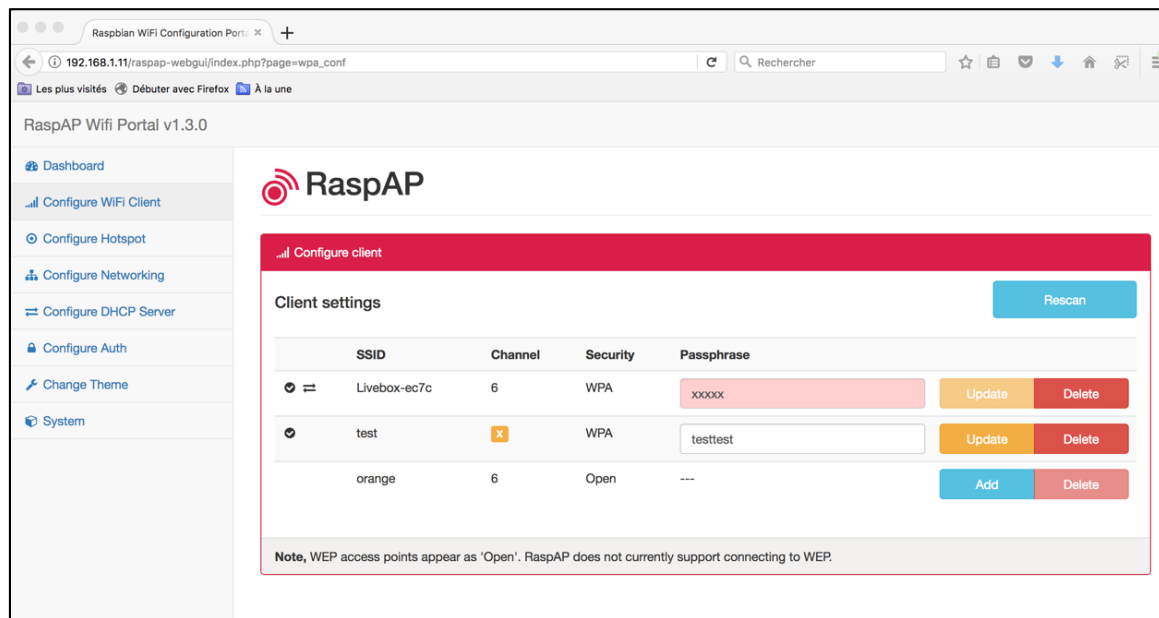 Raspbian WiFi Configuration Porta
192.168.1.11/raspap-webgui/index.php?page=wpa_conf
Rechercher
Les plus visités Débuter avec Firefox À la une
RaspAP Wifi Portal v1.3.0
Dashboard
Configure WiFi Client
Configure Hotspot
Configure Networking
Configure DHCP Server
Configure Auth
Change Theme
System
RaspAP
Configure client
Client settings
Rescan
SSID Channel Security Passphrase
Livebox-ec7c 6 WPA xxxxx Update Delete
test X WPA testtest Update Delete
orange 6 Open --- Add Delete
Note, WEP access points appear as 'Open'. RaspAP does not currently support connecting to WEP.